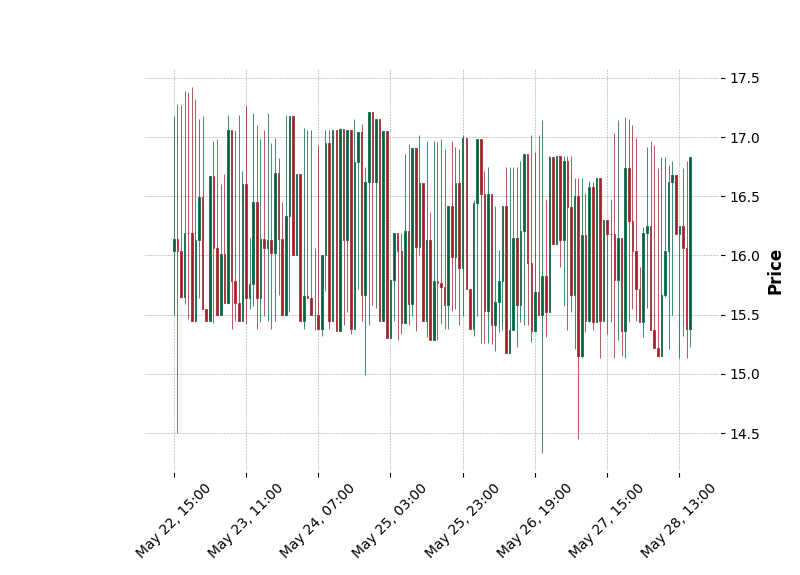 17.5
17.0
16.5
16.0
15.5
15.0
14.5
Price
May 22, 15:00
May 23, 11:00
May 24, 07:00
May 25, 03:00
May 25, 23:00
May 26, 19:00
May 27, 15:00
May 28, 13:00